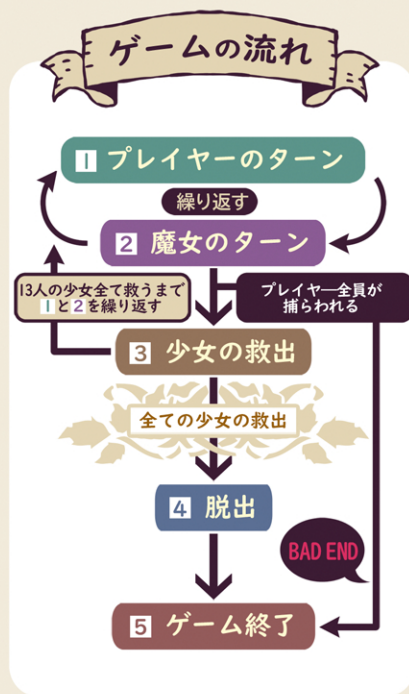 ゲームの流れ
1 プレイヤーのターン
繰り返す
2 魔女のターン
13人の少女全て救うまで
1と2を繰り返す
プレイヤー全員が
捕らわれる
3 少女の救出
全ての少女の救出
4 脱出
BAD END
5 ゲーム終了